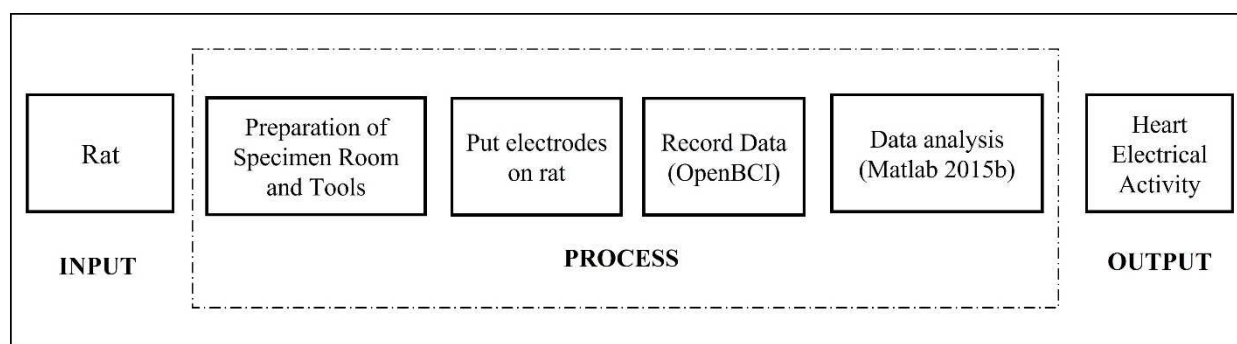 Rat
Preparation of
Specimen Room
and Tools
Put electrodes
on rat
Record Data
(OpenBCI)
Data analysis
(Matlab 2015b)
Heart
Electrical
Activity
INPUT
PROCESS
OUTPUT